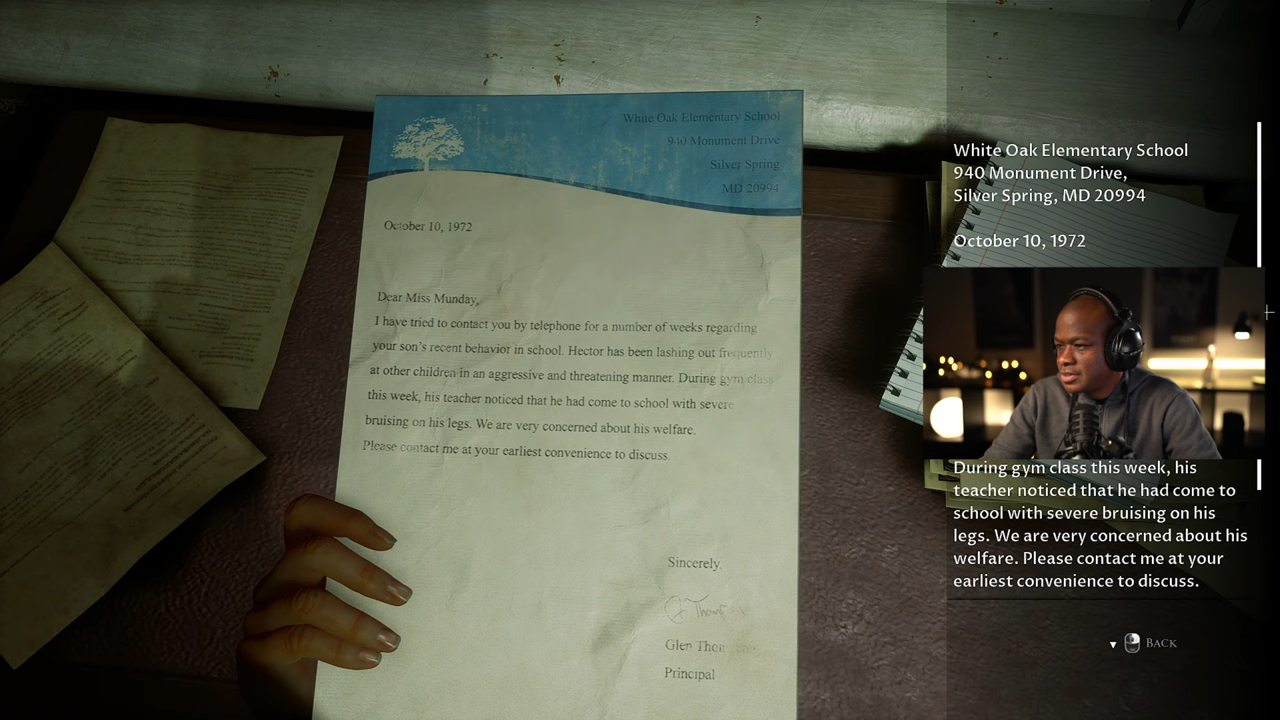 White Oak Elementary School
940 Monument Drive
Silver Spring
MD 20994
October 10, 1972
Dear Miss Munday,
I have tried to contact you by telephone for a number of weeks regarding
your son's recent behavior in school. Hector has been lashing out frequently
at other children in an aggressive and threatening manner. During gym class
this week, his teacher noticed that he had come to school with severe
bruising on his legs. We are very concerned about his welfare.
Please contact me at your earliest convenience to discuss.
Sincerely,
Glen
Principal
White Oak Elementary School
940 Monument Drive,
Silver Spring, MD 20994
October 10, 1972
During gym class this week, his
teacher noticed that he had come to
school with severe bruising on his
legs. We are very concerned about his
welfare. Please contact me at your
earliest convenience to discuss.
BACK